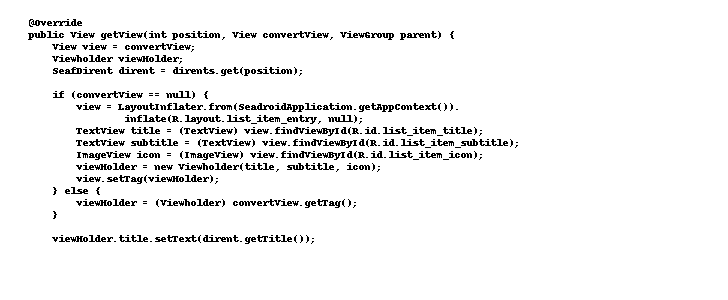 @Override
public View getView(int position, View convertView, ViewGroup parent) {
View view = convertView;
Viewholder viewHolder;
SeafDirent dirent = dirents.get(position);
if (convertView == null) {
view = LayoutInflater.from(SeadroidApplication.getAppContext()).
inflate(R.layout.list_item_entry, null);
TextView title = (TextView) view.findViewById(R.id.list_item_title);
TextView subtitle = (TextView) view.findViewById(R.id.list_item_subtitle);
ImageView icon = (ImageView) view.findViewById(R.id.list_item_icon);
viewHolder = new Viewholder(title, subtitle, icon);
view.setTag(viewHolder);
} else {
viewHolder = (Viewholder) convertView.getTag();
}
viewHolder.title.setText(dirent.getTitle());